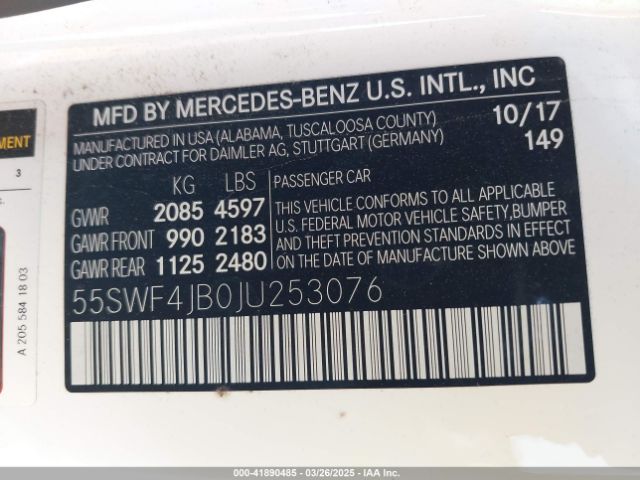 MFD BY MERCEDES-BENZ U.S. INTL., INC
MANUFACTURED IN USA (ALABAMA, TUSCALOOSA COUNTY) 10/17
UNDER CONTRACT FOR DAIMLER AG, STUTTGART (GERMANY) 149
KG LBS PASSENGER CAR
GVWR 2085 4597
GAWR FRONT 990 2183
GAWR REAR 1125 2480
THIS VEHICLE CONFORMS TO ALL APPLICABLE
U.S. FEDERAL MOTOR VEHICLE SAFETY,BUMPER
AND THEFT PREVENTION STANDARDS IN EFFECT
ON THE DATE OF MANUFACTURE SHOWN ABOVE
55SWF4JB0JU253076
MENT
3
A 205 584 18 03
000-41890485 - 03/26/2025 - IAA Inc.